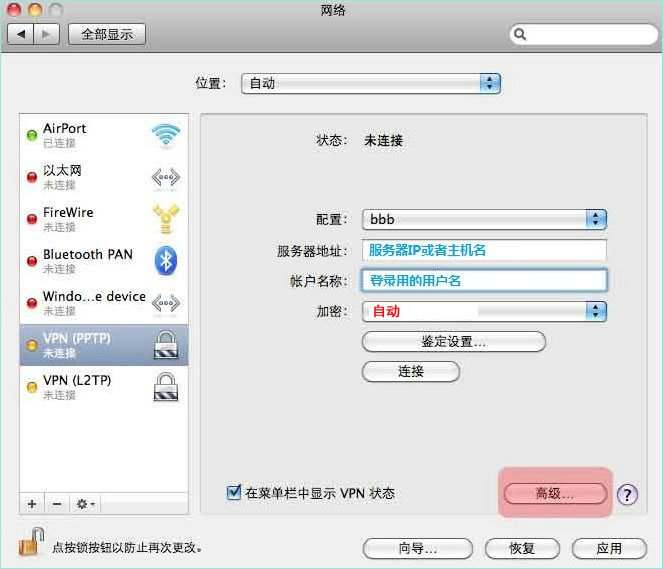 网络
全部显示
位置： 自动
AirPort
已连接
以太网
未连接
FireWire
未连接
Bluetooth PAN
未连接
Windo...e device
未连接
VPN (PPTP)
未连接
VPN (L2TP)
未连接
状态： 未连接
配置： bbb
服务器地址： 服务器IP或者主机名
帐户名称： 登录用的用户名
加密： 自动
鉴定设置...
连接
在菜单栏中显示 VPN 状态
高级...
?
点按锁按钮以防止再次更改。
向导...
恢复
应用